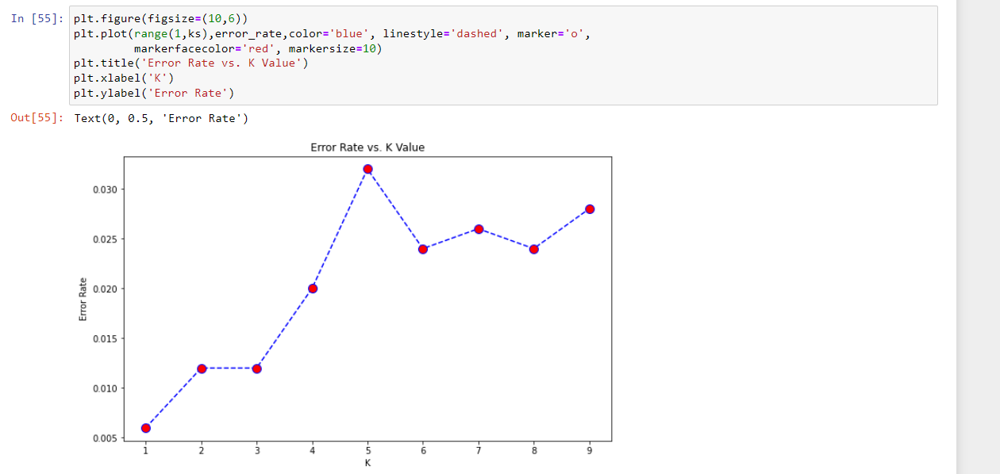 In [55]: plt.figure(figsize=(10,6))
plt.plot(range(1,ks),error_rate,color='blue', linestyle='dashed', marker='o',
         markerfacecolor='red', markersize=10)
plt.title('Error Rate vs. K Value')
plt.xlabel('K')
plt.ylabel('Error Rate')
Out[55]: Text(0, 0.5, 'Error Rate')
Error Rate vs. K Value
0.030
0.025
0.020
0.015
0.010
0.005
Error Rate
1 2 3 4 5 6 7 8 9
K